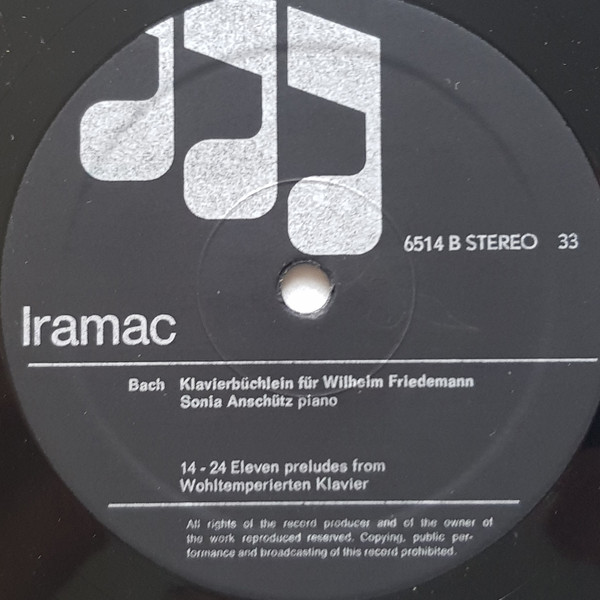 6514 B STEREO 33
Iramac
Bach Klavierbüchlein für Wilhelm Friedemann
Sonia Anschütz piano
14 - 24 Eleven preludes from
Wohltemperierten Klavier
All rights of the record producer and of the owner of
the work reproduced reserved. Copying, public per-
formance and broadcasting of this record prohibited.